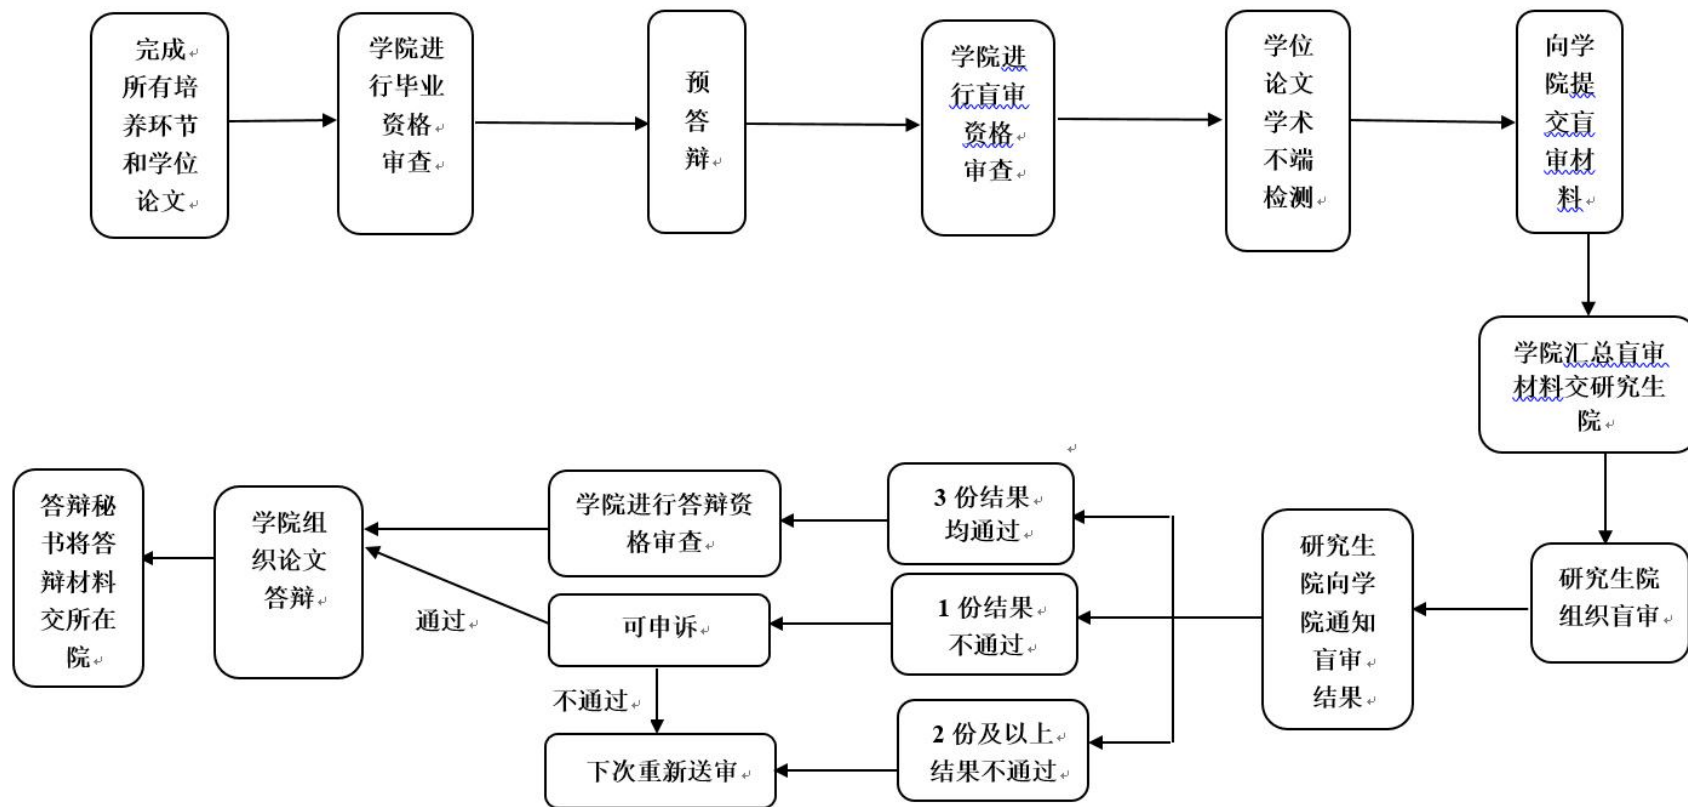 完成
所有培
养环节
和学位
论文
学院进
行毕业
资格
审查
预
答
辩
学院进
行盲审
资格
审查
学位
论文
学术
不端
检测
向学
院提
交盲
审材
料
学院汇总盲审
材料交研究生
院
研究生院
组织盲审
研究生
院向学
院通知
盲审
结果
3 份结果
均通过
1 份结果
不通过
2 份及以上
结果不通过
学院进行答辩资
格审查
可申诉
通过
不通过
下次重新送审
学院组
织论文
答辩
答辩秘
书将答
辩材料
交所在
院